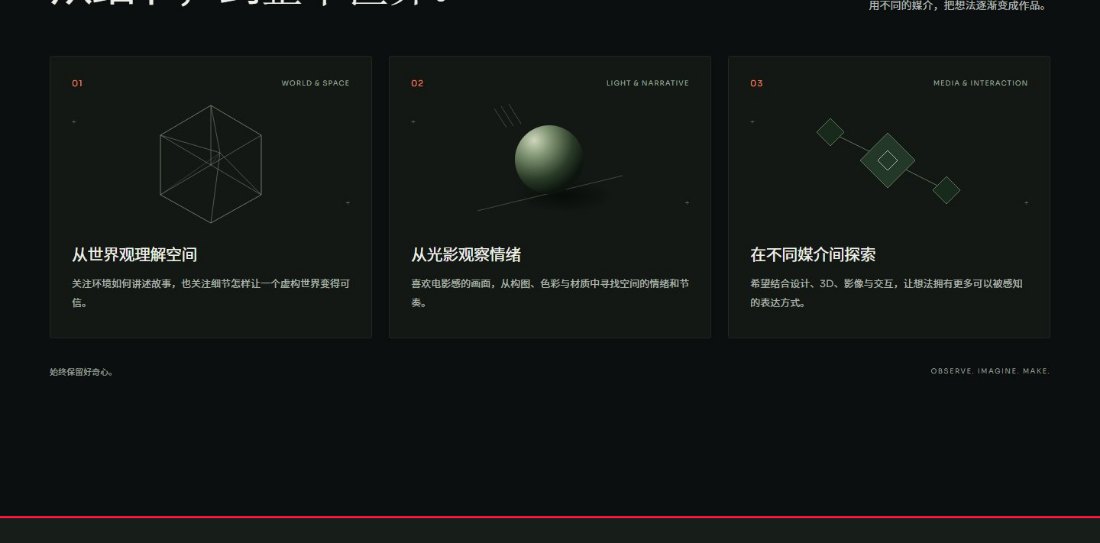 用不同的媒介，把想法逐渐变成作品。
01
WORLD & SPACE
从世界观理解空间
关注环境如何讲述故事，也关注细节怎样让一个虚构世界变得可
信。
02
LIGHT & NARRATIVE
从光影观察情绪
喜欢电影感的画面，从构图、色彩与材质中寻找空间的情绪和节
奏。
03
MEDIA & INTERACTION
在不同媒介间探索
希望结合设计、3D、影像与交互，让想法拥有更多可以被感知
的表达方式。
始终保留好奇心。
OBSERVE. IMAGINE. MAKE.